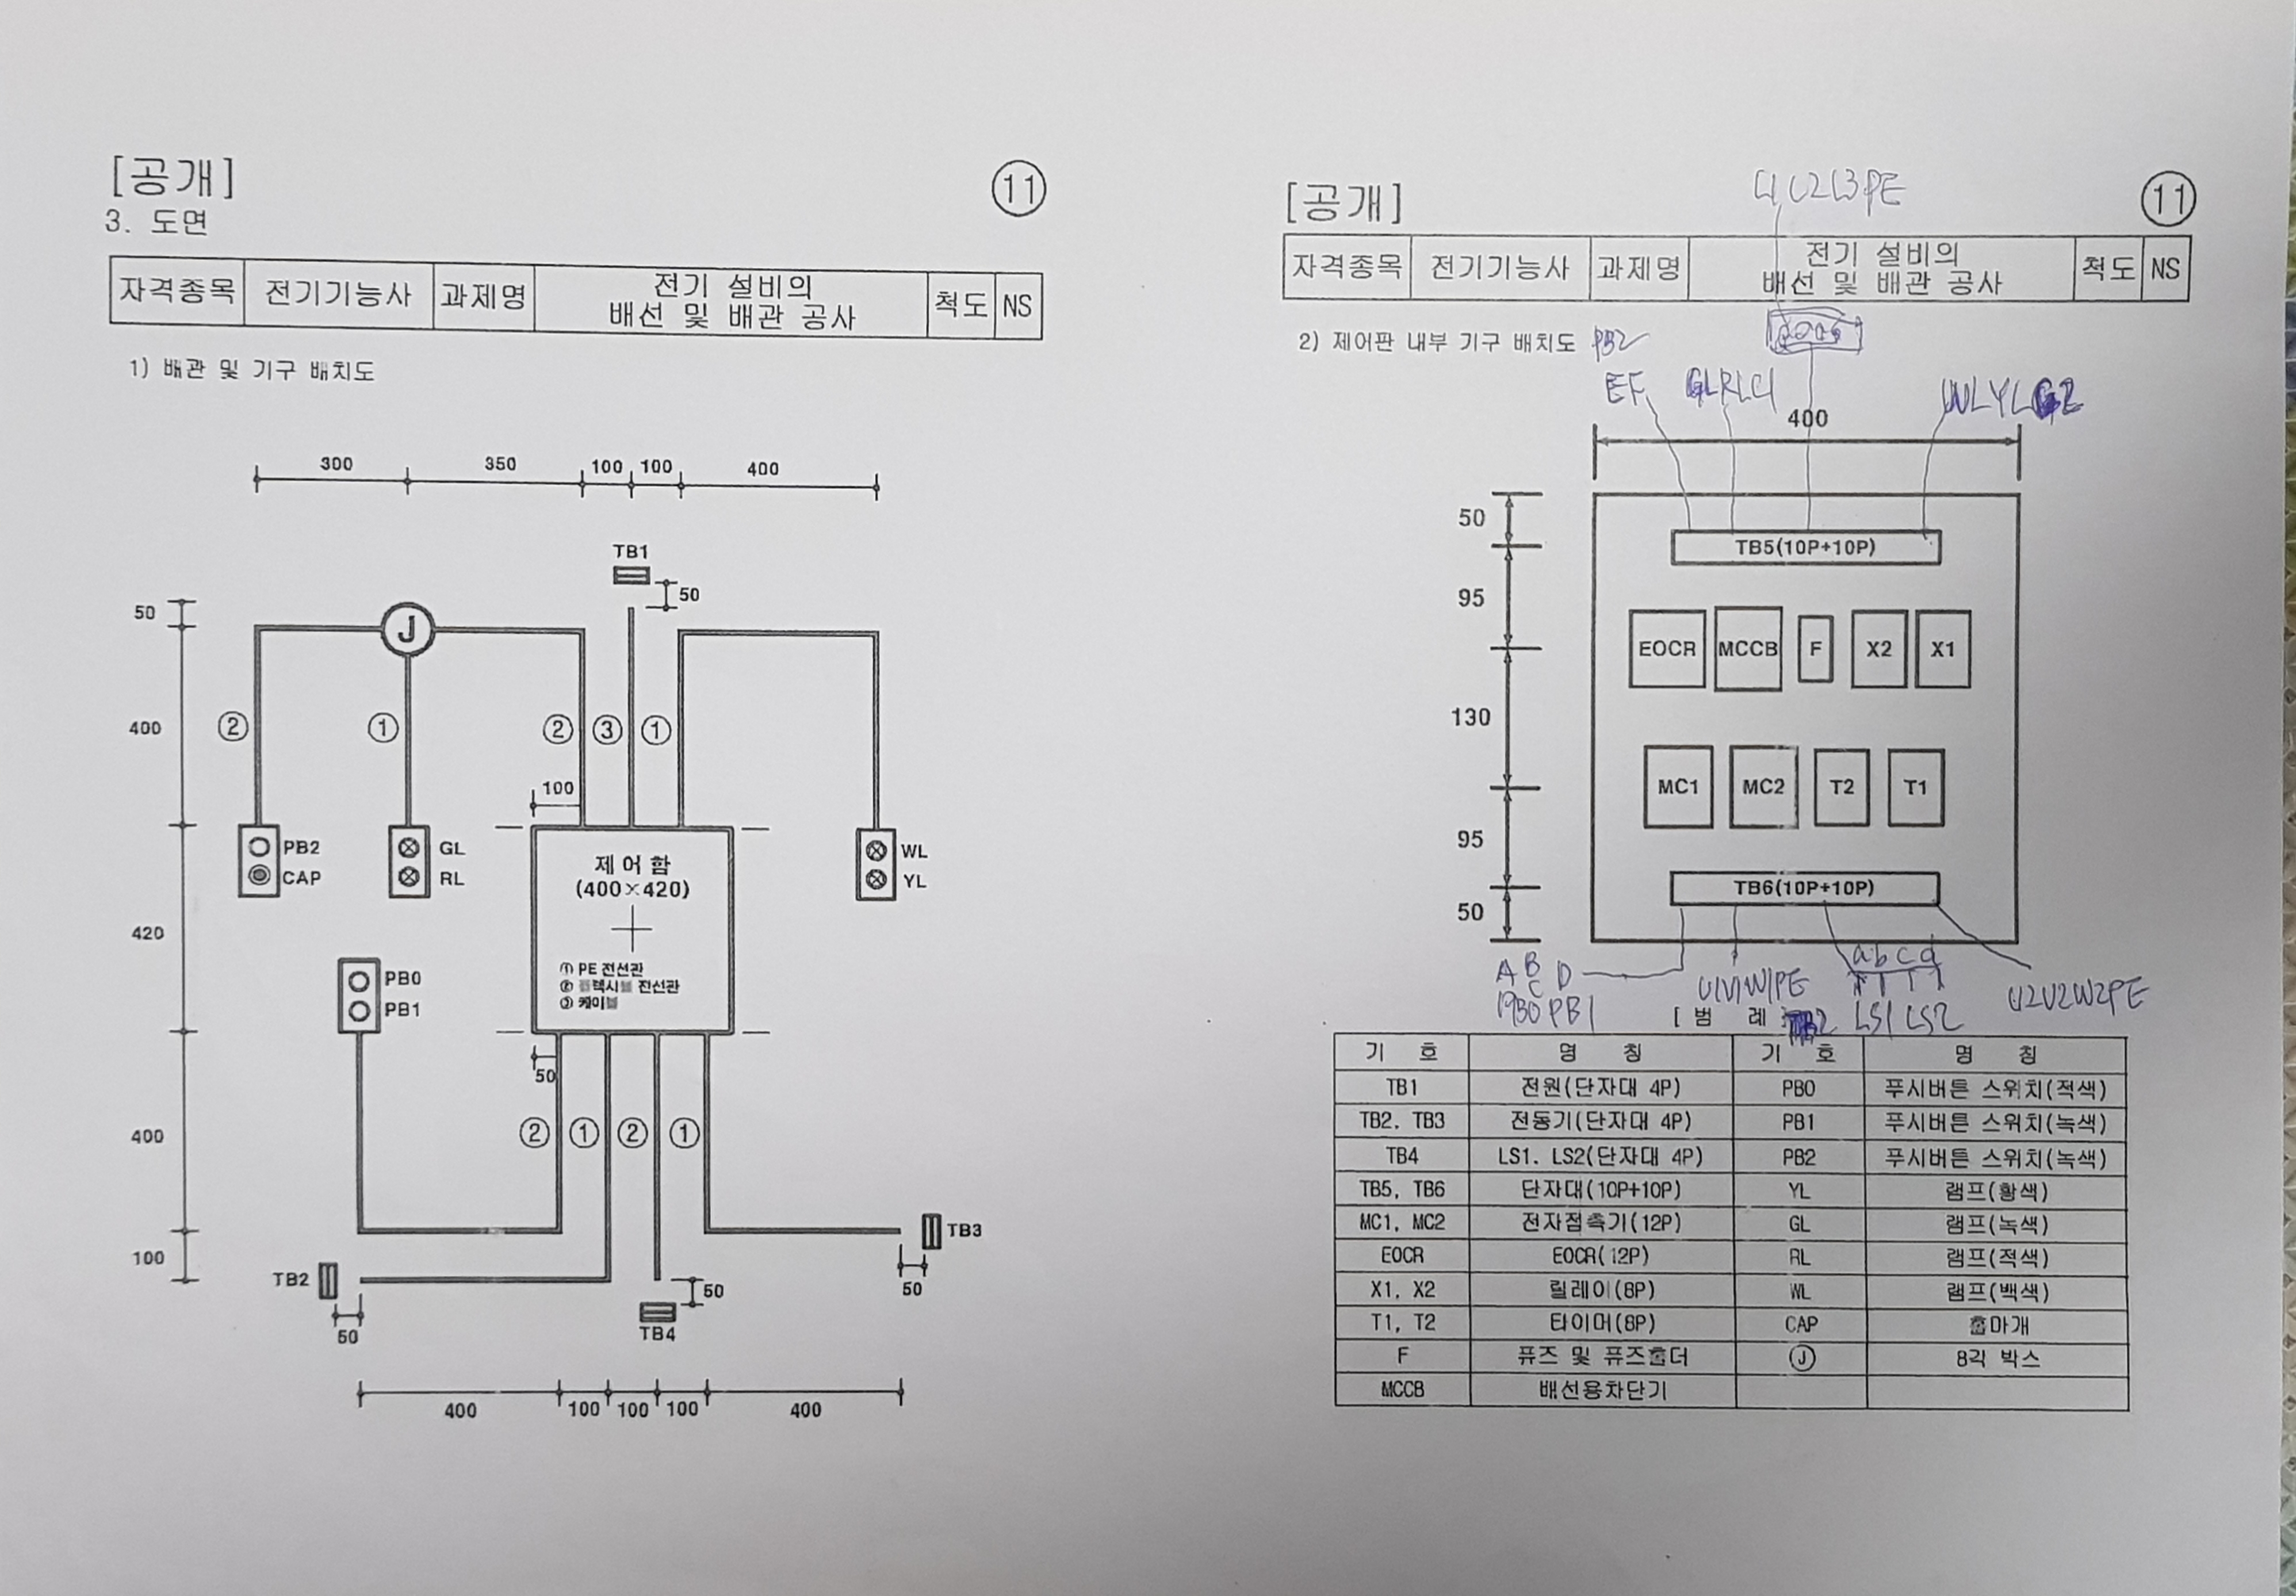 [공개]
11
3. 도면
자격종목 전기기능사 과제명 전기 설비의 배선 및 배관 공사 척도 NS
1) 배관 및 기구 배치도
300 350 100 100 400
TB1
50
50
J
400
2 1 2 3 1
100
PB2
CAP
GL
RL
WL
YL
제어함
(400×420)
① PE 전선관
② 플렉시블 전선관
③ 케이블
420
PB0
PB1
50
400
2 1 2 1
100
TB3
TB2
50
50
50
TB4
400 100 100 100 400
[공개]
L1 L2 L3 PE
11
자격종목 전기기능사 과제명 전기 설비의 배선 및 배관 공사 척도 NS
2) 제어판 내부 기구 배치도 PB2
EF GLRLC1 WLYL
400
50
TB5(10P+10P)
95
EOCR MCCB F X2 X1
130
MC1 MC2 T2 T1
95
TB6(10P+10P)
50
A B C D
PB0 PB1
U1V1W1PE
a b c d
LS1 LS2
U2V2W2PE
[범 례]
기 호 명 칭 기 호 명 칭
TB1 전원(단자대 4P) PB0 푸시버튼 스위치(적색)
TB2, TB3 전동기(단자대 4P) PB1 푸시버튼 스위치(녹색)
TB4 LS1. LS2(단자대 4P) PB2 푸시버튼 스위치(녹색)
TB5, TB6 단자대(10P+10P) YL 램프(황색)
MC1, MC2 전자접촉기(12P) GL 램프(녹색)
EOCR EOCR(12P) RL 램프(적색)
X1, X2 릴레이(8P) WL 램프(백색)
T1, T2 타이머(8P) CAP 홀마개
F 퓨즈 및 퓨즈홀더 Ⓙ 8각 박스
MCCB 배선용차단기